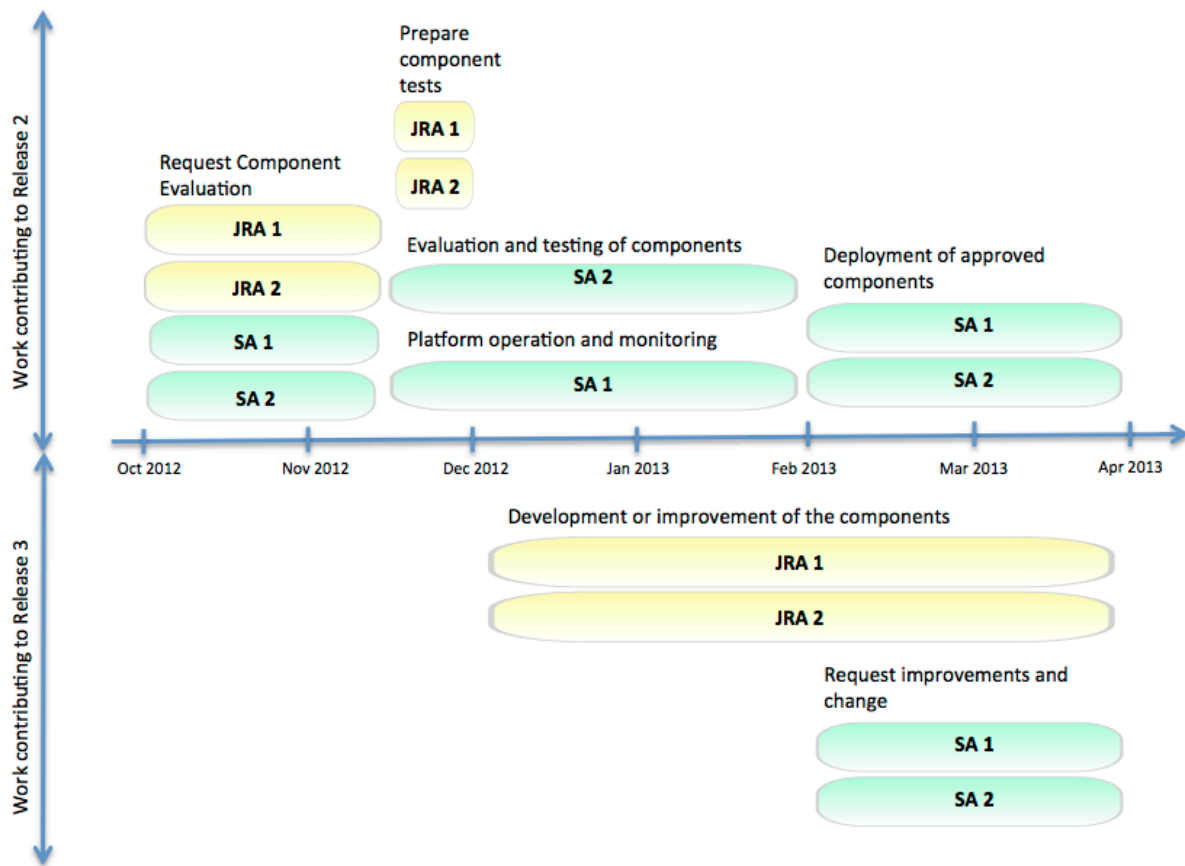 Work contributing to Release 2
Prepare
component
tests
JRA 1
JRA 2
Request Component
Evaluation
JRA 1
JRA 2
SA 1
SA 2
Evaluation and testing of components
SA 2
Platform operation and monitoring
SA 1
Deployment of approved
components
SA 1
SA 2
Oct 2012
Nov 2012
Dec 2012
Jan 2013
Feb 2013
Mar 2013
Apr 2013
Work contributing to Release 3
Development or improvement of the components
JRA 1
JRA 2
Request improvements and
change
SA 1
SA 2